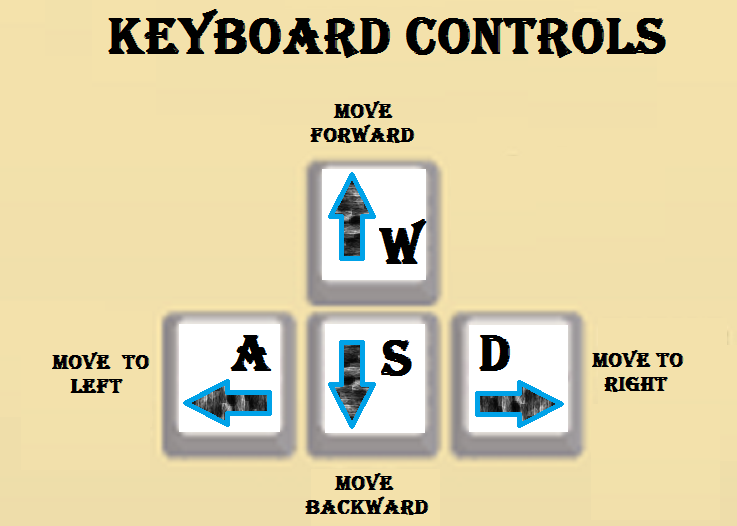 KEYBOARD CONTROLS
MOVE
FORWARD
W
A
S
D
MOVE TO
LEFT
MOVE TO
RIGHT
MOVE
BACKWARD